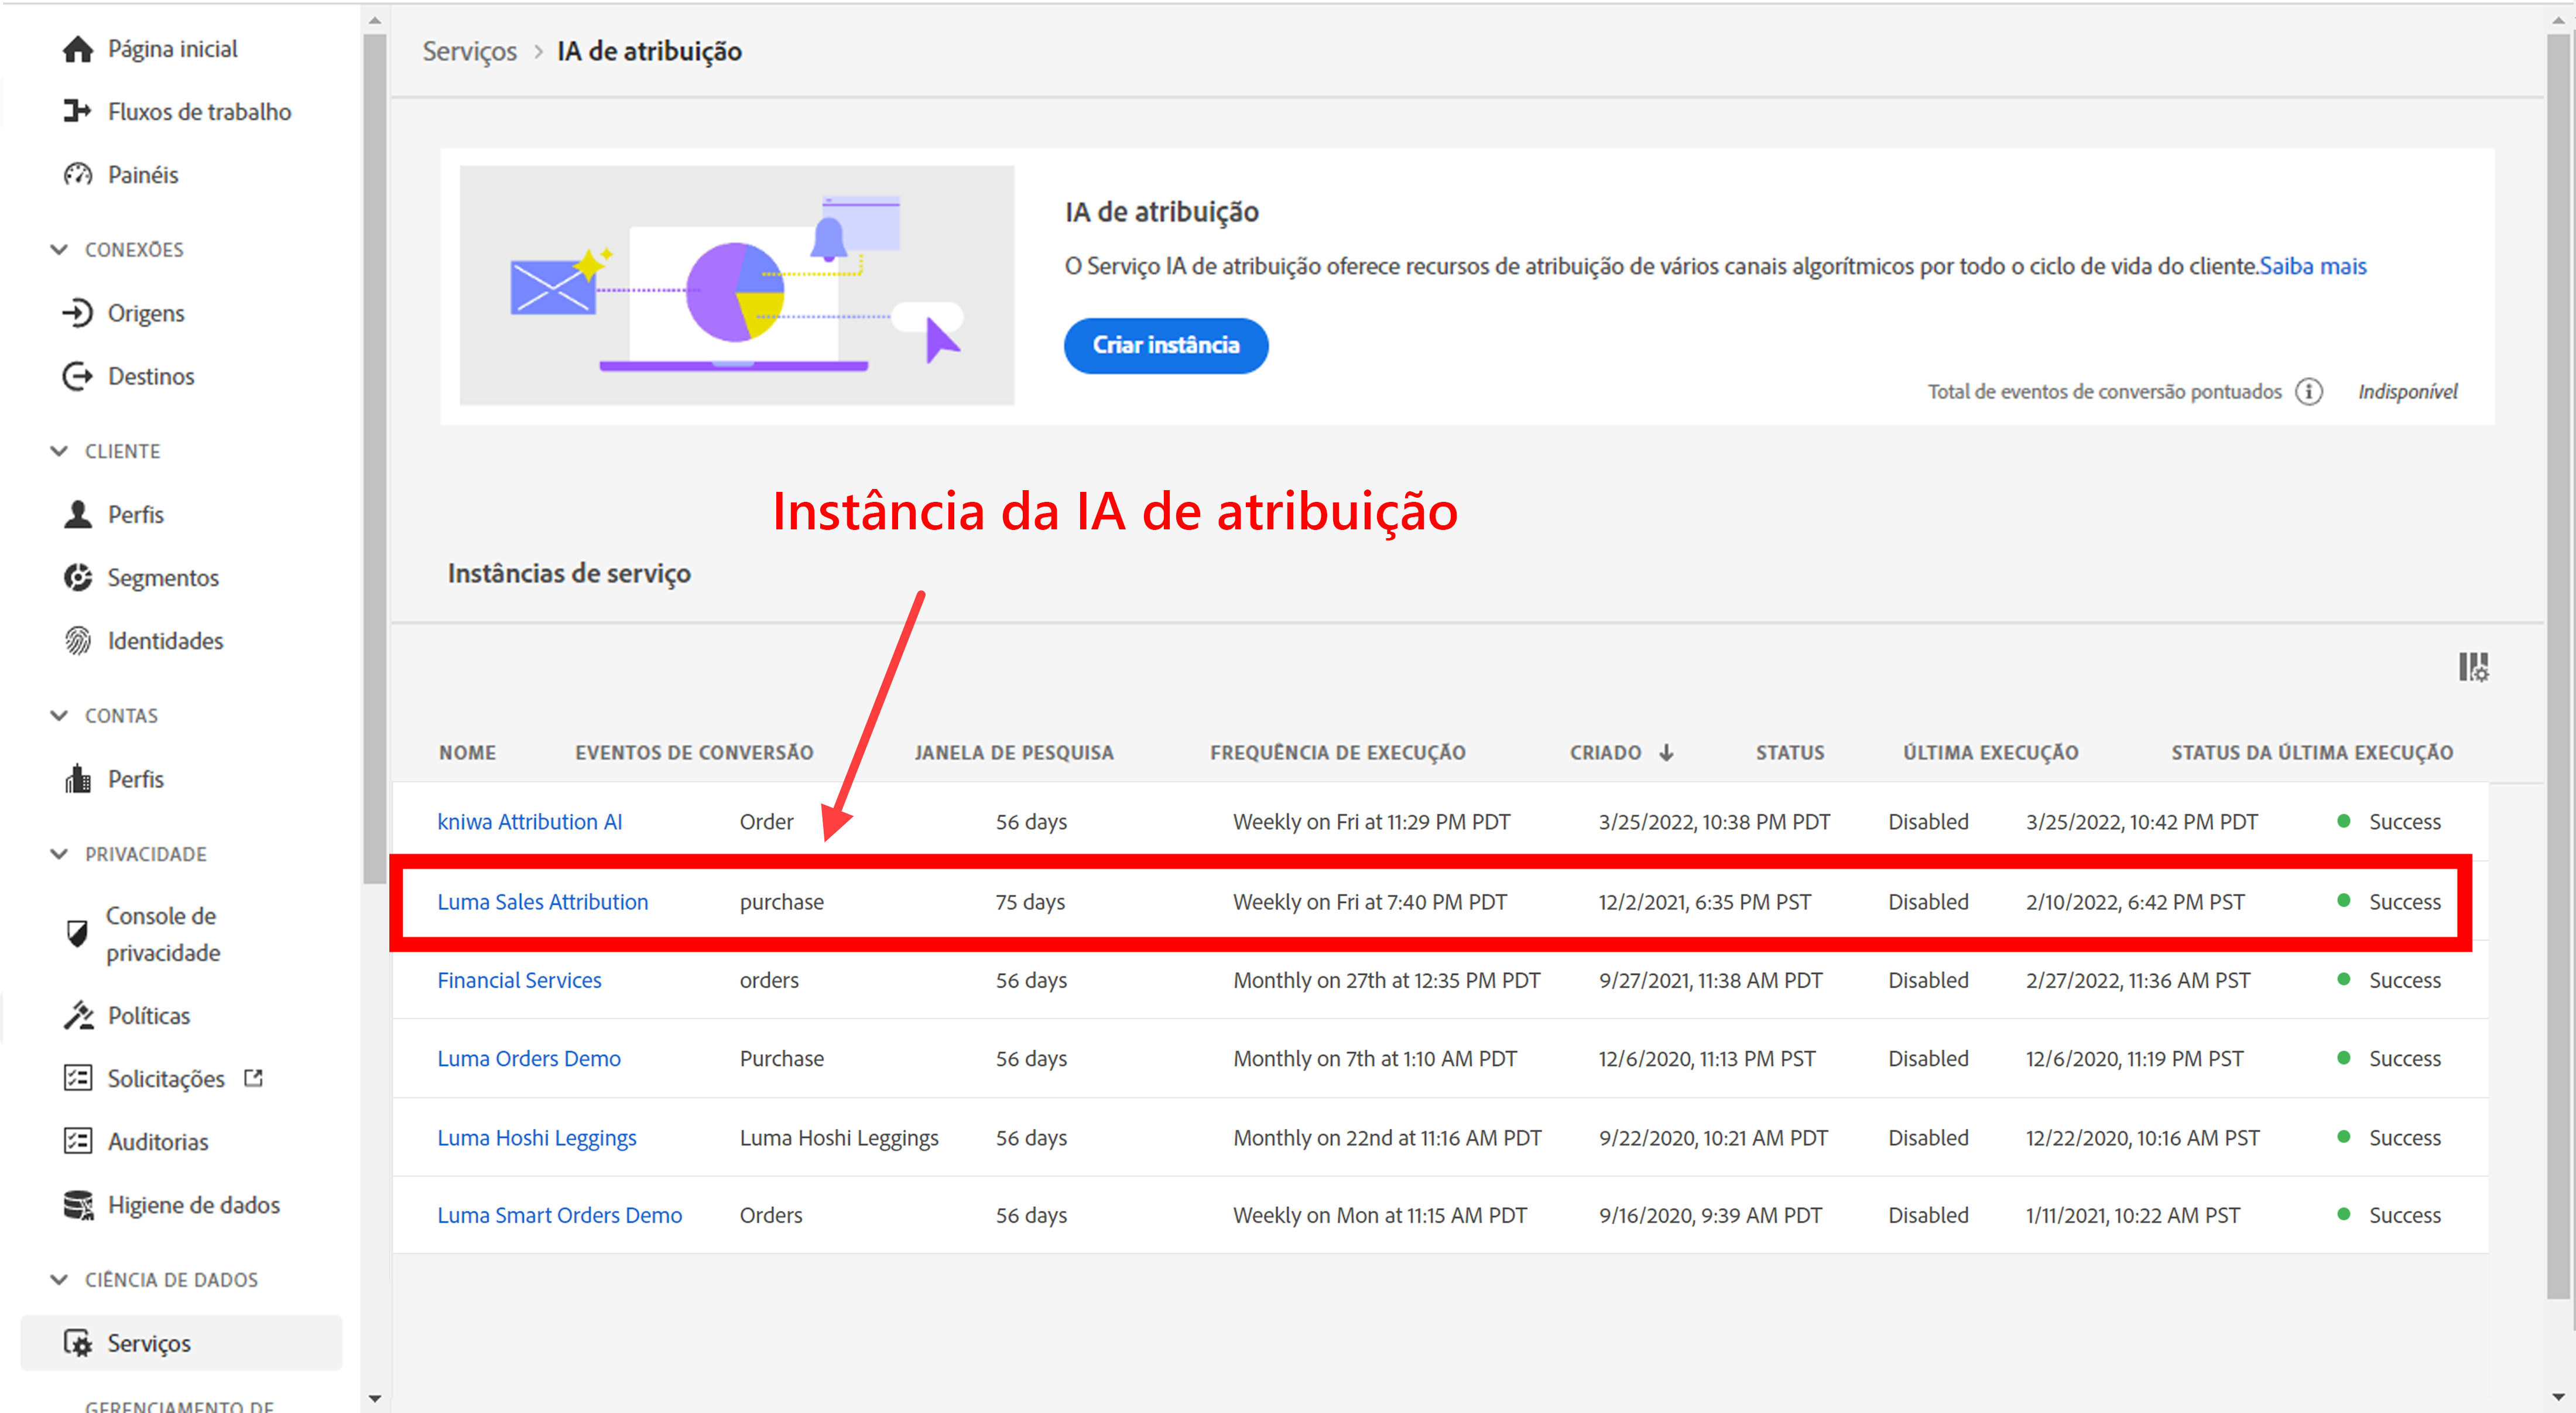 Página inicial
Fluxos de trabalho
Painéis
CONEXÕES
Origens
Destinos
CLIENTE
Perfis
Segmentos
Identidades
CONTAS
Perfis
PRIVACIDADE
Console de
privacidade
Políticas
Solicitações
Auditorias
Higiene de dados
CIÊNCIA DE DADOS
Serviços
GERENCIAMENTO DE
Serviços > IA de atribuição
IA de atribuição
O Serviço IA de atribuição oferece recursos de atribuição de vários canais algorítmicos por todo o ciclo de vida do cliente.Saiba mais
Criar instância
Total de eventos de conversão pontuados Indisponível
Instância da IA de atribuição
Instâncias de serviço
NOME EVENTOS DE CONVERSÃO JANELA DE PESQUISA FREQUÊNCIA DE EXECUÇÃO CRIADO STATUS ÚLTIMA EXECUÇÃO STATUS DA ÚLTIMA EXECUÇÃO
kniwa Attribution AI Order 56 days Weekly on Fri at 11:29 PM PDT 3/25/2022, 10:38 PM PDT Disabled 3/25/2022, 10:42 PM PDT Success
Luma Sales Attribution purchase 75 days Weekly on Fri at 7:40 PM PDT 12/2/2021, 6:35 PM PST Disabled 2/10/2022, 6:42 PM PST Success
Financial Services orders 56 days Monthly on 27th at 12:35 PM PDT 9/27/2021, 11:38 AM PDT Disabled 2/27/2022, 11:36 AM PST Success
Luma Orders Demo Purchase 56 days Monthly on 7th at 1:10 AM PDT 12/6/2020, 11:13 PM PST Disabled 12/6/2020, 11:19 PM PST Success
Luma Hoshi Leggings Luma Hoshi Leggings 56 days Monthly on 22nd at 11:16 AM PDT 9/22/2020, 10:21 AM PDT Disabled 12/22/2020, 10:16 AM PST Success
Luma Smart Orders Demo Orders 56 days Weekly on Mon at 11:15 AM PDT 9/16/2020, 9:39 AM PDT Disabled 1/11/2021, 10:22 AM PST Success